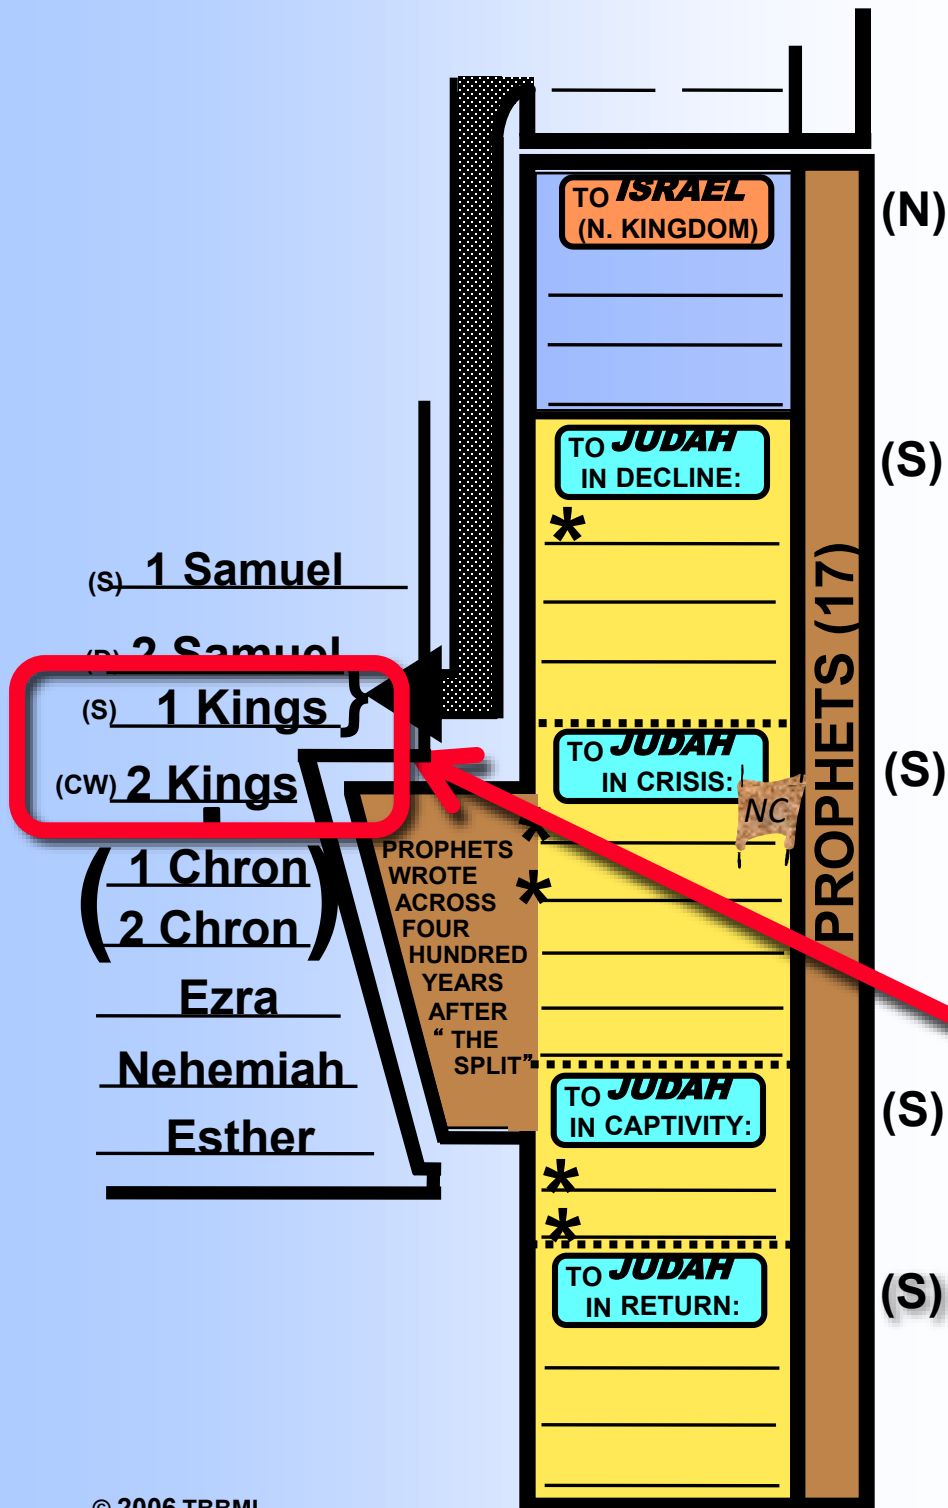 (S) 1 Samuel
2 Samuel
(S) 1 Kings }
(CW) 2 Kings
( 1 Chron )
2 Chron
Ezra
Nehemiah
Esther
PROPHETS
WROTE
ACROSS
FOUR
HUNDRED
YEARS
AFTER
“ THE
SPLIT”
TO ISRAEL
(N. KINGDOM)
(N)
TO JUDAH
IN DECLINE:
(S)
*
TO JUDAH
IN CRISIS:
(S)
NC
*
*
TO JUDAH
IN CAPTIVITY:
(S)
*
*
TO JUDAH
IN RETURN:
(S)
PROPHETS (17)
© 2006 TBBMI